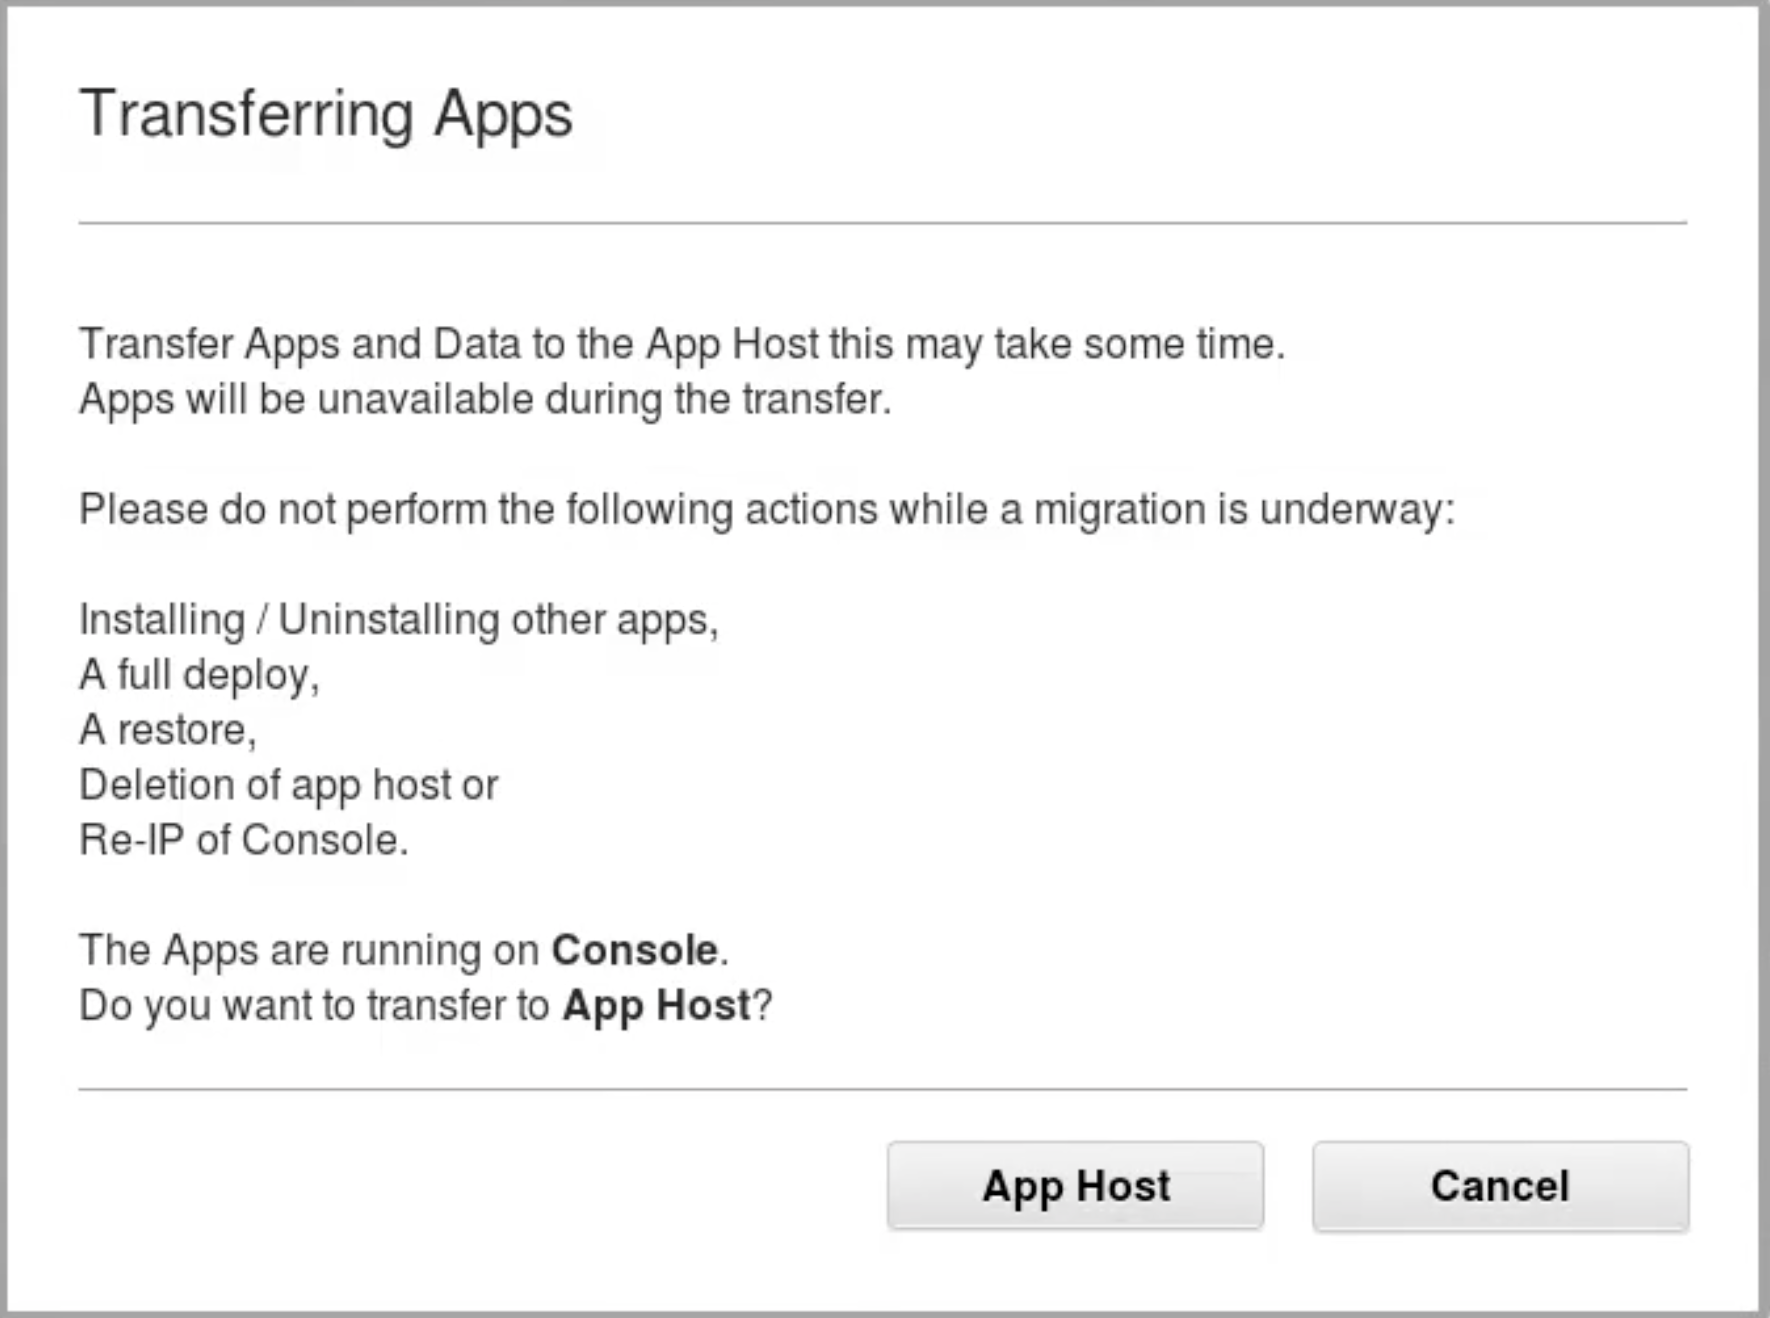 Transferring Apps
Transfer Apps and Data to the App Host this may take some time.
Apps will be unavailable during the transfer.
Please do not perform the following actions while a migration is underway:
Installing / Uninstalling other apps,
A full deploy,
A restore,
Deletion of app host or
Re-IP of Console.
The Apps are running on Console.
Do you want to transfer to App Host?
App Host
Cancel